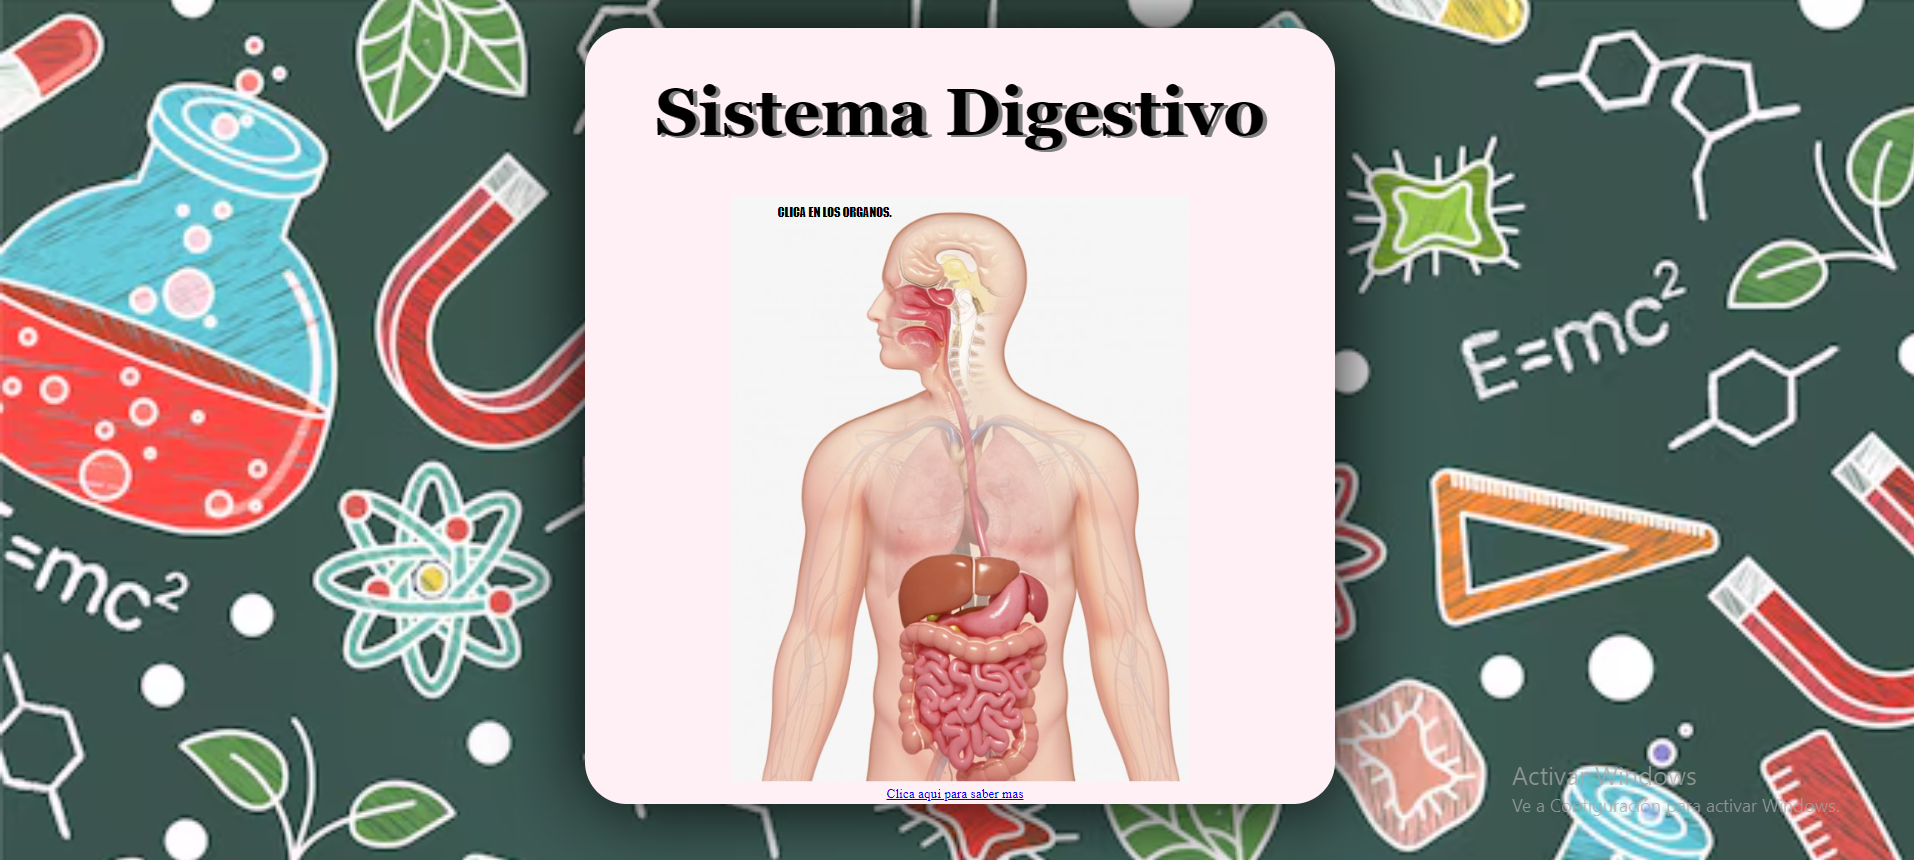 Sistema Digestivo
CLICA EN LOS ORGANOS.
E=mc²
=mc²
Clica aquí para saber mas
Activar Windows
Ve a Configuración para activar Windows.